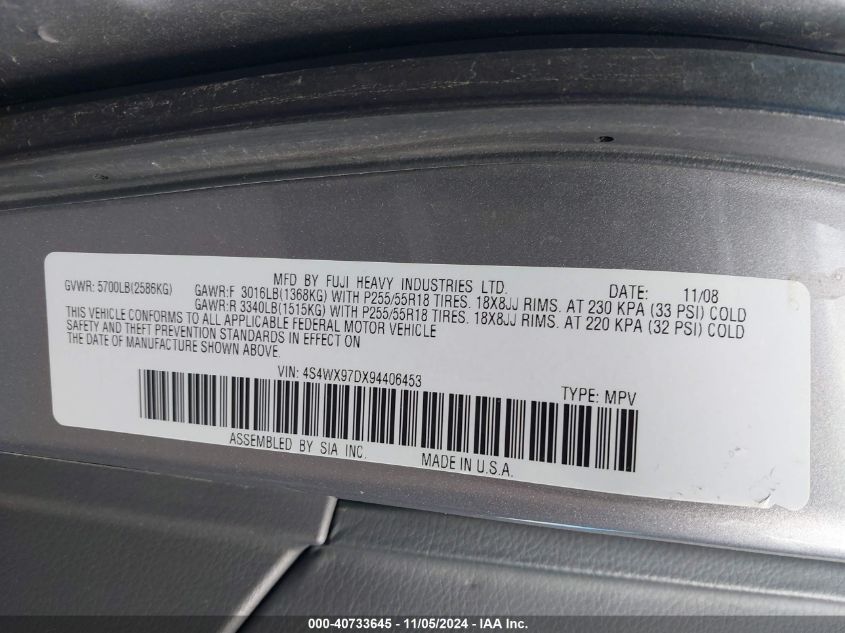 MFD BY FUJI HEAVY INDUSTRIES LTD. DATE: 11/08
GVWR: 5700LB(2586KG) GAWR:F 3016LB(1368KG) WITH P255/55R18 TIRES. 18X8JJ RIMS. AT 230 KPA (33 PSI) COLD
GAWR:R 3340LB(1515KG) WITH P255/55R18 TIRES. 18X8JJ RIMS. AT 220 KPA (32 PSI) COLD
THIS VEHICLE CONFORMS TO ALL APPLICABLE FEDERAL MOTOR VEHICLE
SAFETY AND THEFT PREVENTION STANDARDS IN EFFECT ON
THE DATE OF MANUFACTURE SHOWN ABOVE.
VIN: 4S4WX97DX94406453 TYPE: MPV
ASSEMBLED BY SIA INC. MADE IN U.S.A.
000-40733645 - 11/05/2024 - IAA Inc.